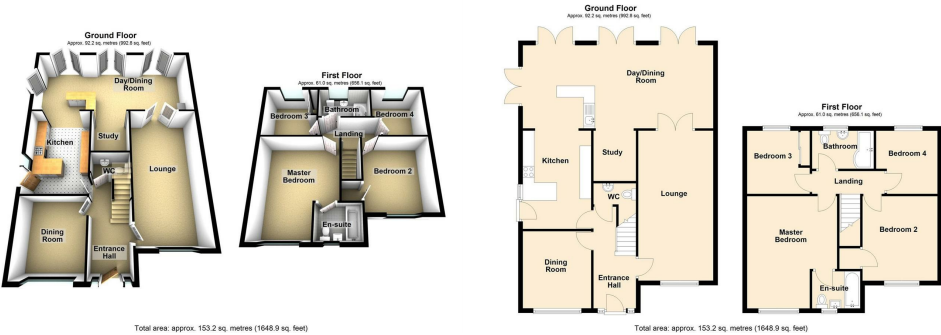 Ground Floor
Approx. 92.2 sq. metres (992.8 sq. feet)
Day/Dining
Room
Kitchen
Study
WC
Lounge
Dining
Room
Entrance
Hall
First Floor
Approx. 61.0 sq. metres (656.1 sq. feet)
Bedroom 3
Bathroom
Bedroom 4
Landing
Master
Bedroom
Bedroom 2
En-suite
Total area: approx. 153.2 sq. metres (1648.9 sq. feet)
Ground Floor
Approx. 92.2 sq. metres (992.8 sq. feet)
Day/Dining
Room
Kitchen
Study
WC
Lounge
Dining
Room
Entrance
Hall
First Floor
Approx. 61.0 sq. metres (656.1 sq. feet)
Bedroom 3
Bathroom
Bedroom 4
Landing
Master
Bedroom
Bedroom 2
En-suite
Total area: approx. 153.2 sq. metres (1648.9 sq. feet)